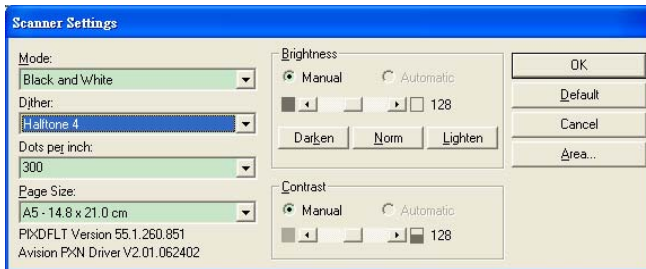 Scanner Settings
Mode:
Black and White
Dither:
Halftone 4
Dots per inch:
300
Page Size:
A5 - 14.8 x 21.0 cm
PIXDFLT Version 55.1.260.851
Avision PXN Driver V2.01.062402
Brightness
Manual Automatic
128
Darken Norm Lighten
Contrast
Manual Automatic
128
OK
Default
Cancel
Area...